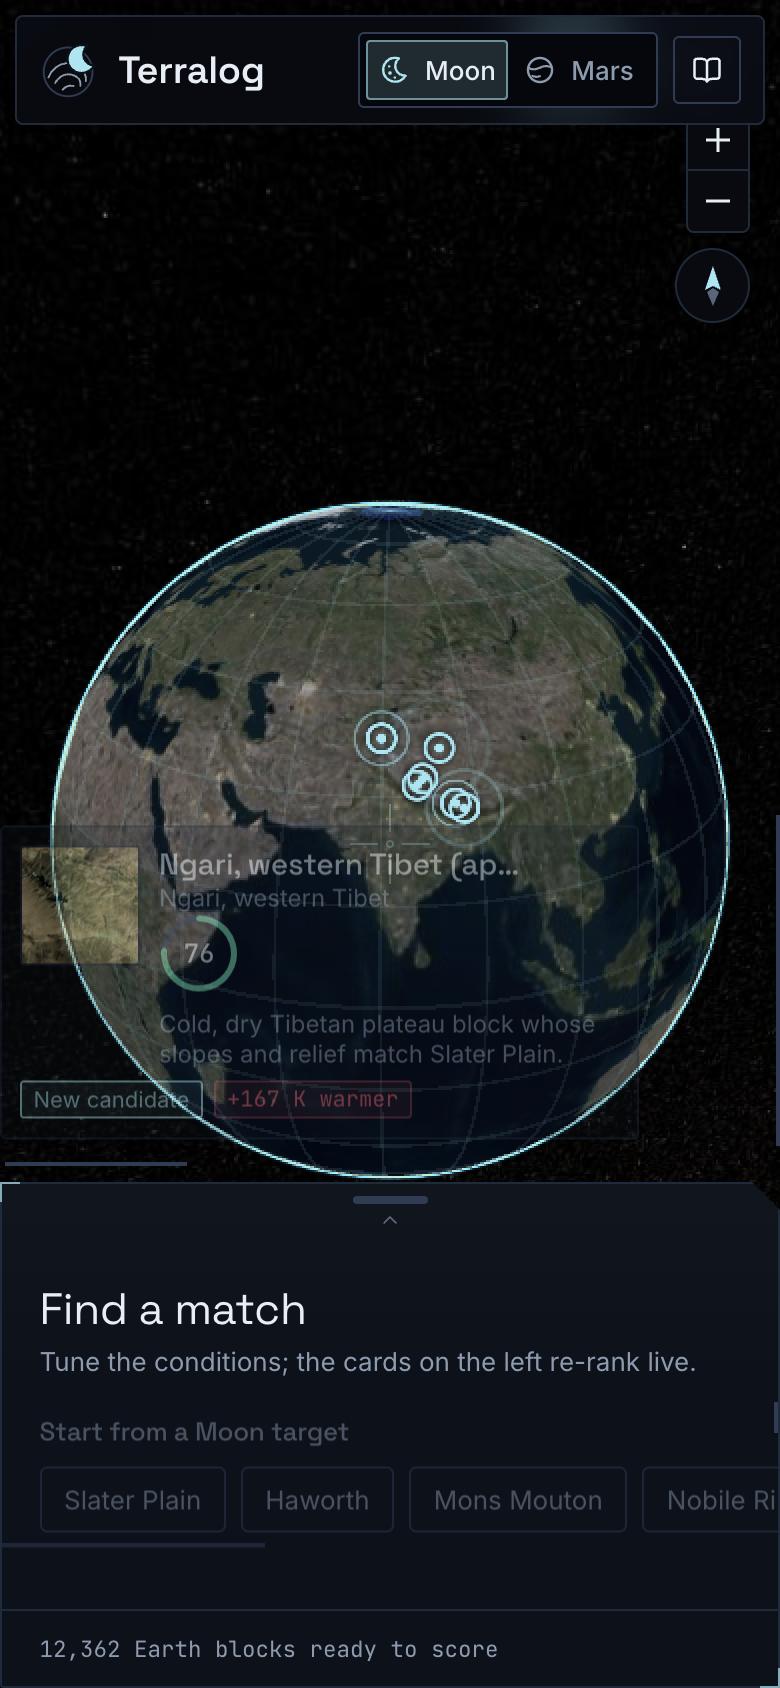 Terralog
Moon
Mars
Ngari, western Tibet (ap...
Ngari, western Tibet
76
Cold, dry Tibetan plateau block whose
slopes and relief match Slater Plain.
New candidate
+167 K warmer
Find a match
Tune the conditions; the cards on the left re-rank live.
Start from a Moon target
Slater Plain
Haworth
Mons Mouton
Nobile Ri
12,362 Earth blocks ready to score